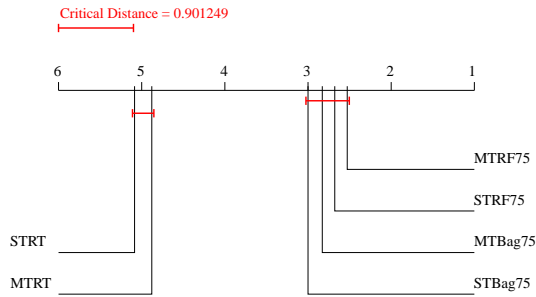 Critical Distance = 0.901249
6 5 4 3 2 1
MTRF75
STRF75
STRT MTBag75
MTRT STBag75